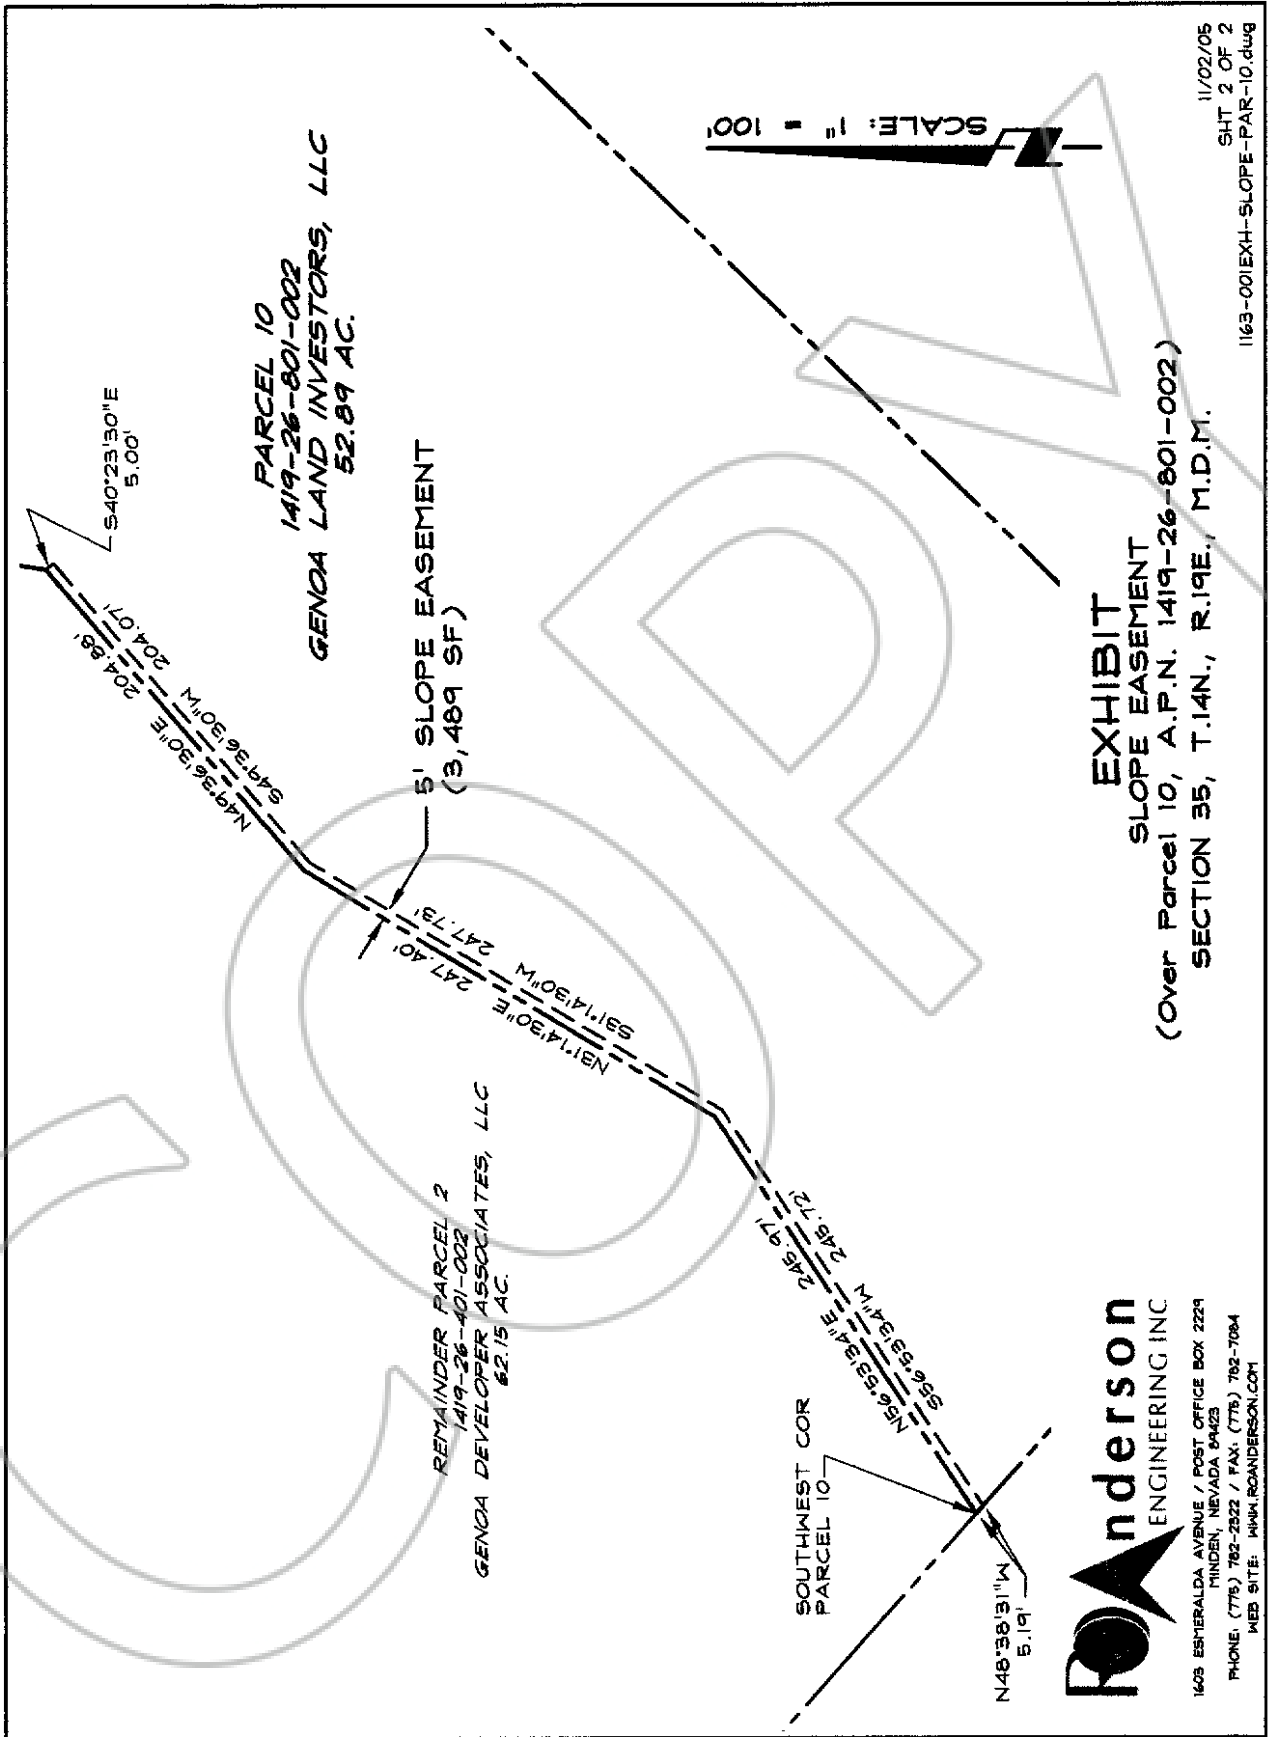 S40°23'30"E
5.00'
PARCEL 10
1419-26-801-002
GENOA LAND INVESTORS, LLC
52.89 AC.
204.88'
204.07'
N49°36'30"E
S49°36'30"W
5' SLOPE EASEMENT
(3,489 SF)
247.40'
247.73'
N31°14'30"E
S31°14'30"W
REMAINDER PARCEL 2
1419-26-401-002
GENOA DEVELOPER ASSOCIATES, LLC
62.15 AC.
245.97'
245.72'
N56°53'34"E
S56°53'34"W
SOUTHWEST COR
PARCEL 10
N48°38'31"W
5.19'
SCALE: 1" = 100'
COPY
EXHIBIT
SLOPE EASEMENT
(Over Parcel 10, A.P.N. 1419-26-801-002)
SECTION 35, T.14N., R.19E., M.D.M.
ROAnderson
ENGINEERING INC
1603 ESMERALDA AVENUE / POST OFFICE BOX 2229
MINDEN, NEVADA 89423
PHONE: (775) 782-2322 / FAX: (775) 782-7084
WEB SITE: WWW.ROANDERSON.COM
11/02/05
SHT 2 OF 2
1163-001EXH-SLOPE-PAR-10.dwg